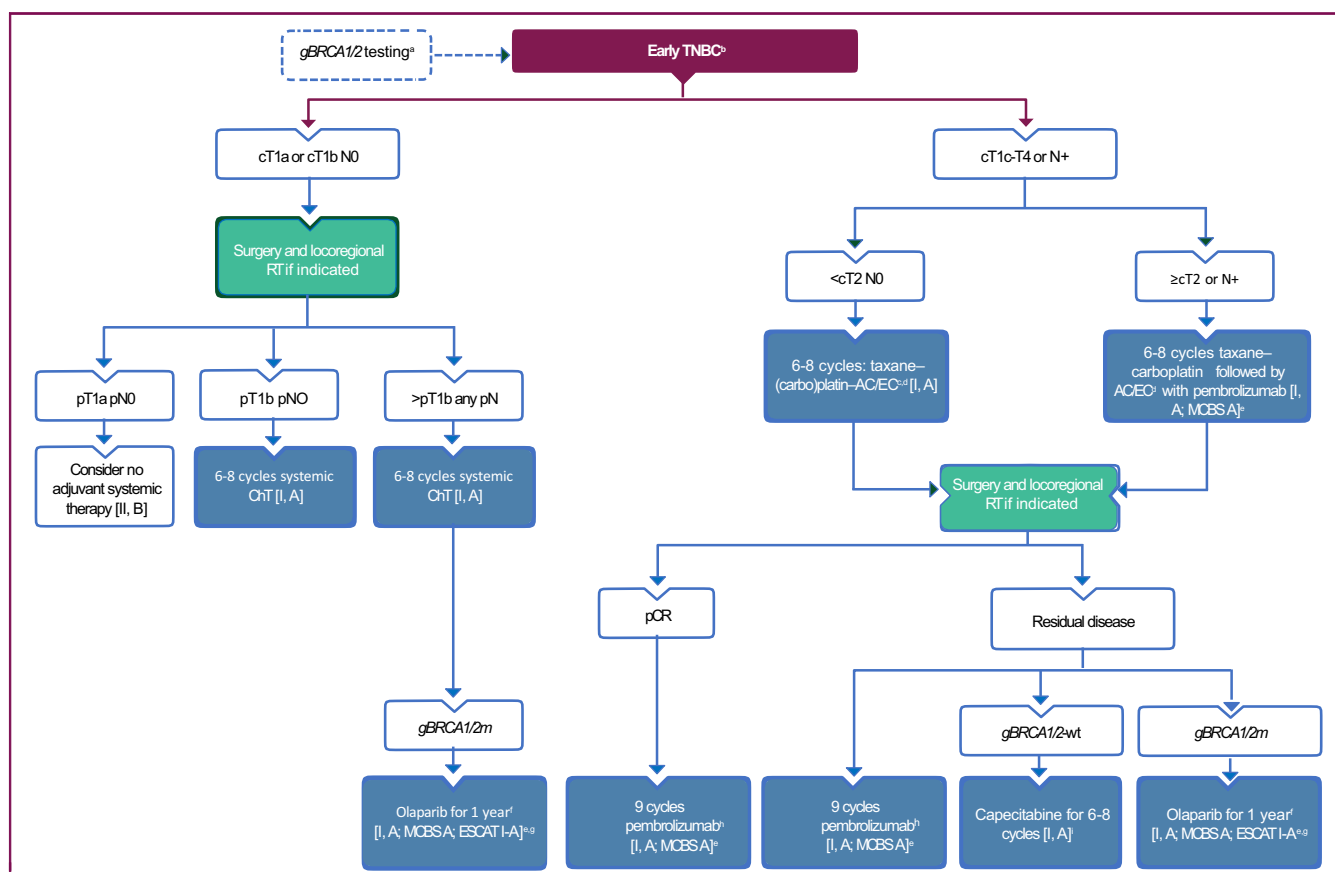 gBRCA1/2 testingᵃ
Early TNBCᵇ
cT1a or cT1b N0
cT1c-T4 or N+
Surgery and locoregional
RT if indicated
<cT2 N0
≥cT2 or N+
6-8 cycles: taxane–
(carbo)platin–AC/ECᶜ,ᵈ [I, A]
6-8 cycles taxane–
carboplatin followed by
AC/ECᵈ with pembrolizumab [I,
A; MCBS A]ᵉ
pT1a pN0
pT1b pNO
>pT1b any pN
Consider no
adjuvant systemic
therapy [II, B]
6-8 cycles systemic
ChT [I, A]
6-8 cycles systemic
ChT [I, A]
Surgery and locoregional
RT if indicated
pCR
Residual disease
gBRCA1/2m
gBRCA1/2-wt
gBRCA1/2m
Olaparib for 1 yearᶠ
[I, A; MCBS A; ESCAT I-A]ᵉ,ᵍ
9 cycles
pembrolizumabʰ
[I, A; MCBS A]ᵉ
9 cycles
pembrolizumabʰ
[I, A; MCBS A]ᵉ
Capecitabine for 6-8
cycles [I, A]ⁱ
Olaparib for 1 yearᶠ
[I, A; MCBS A; ESCAT I-A]ᵉ,ᵍ